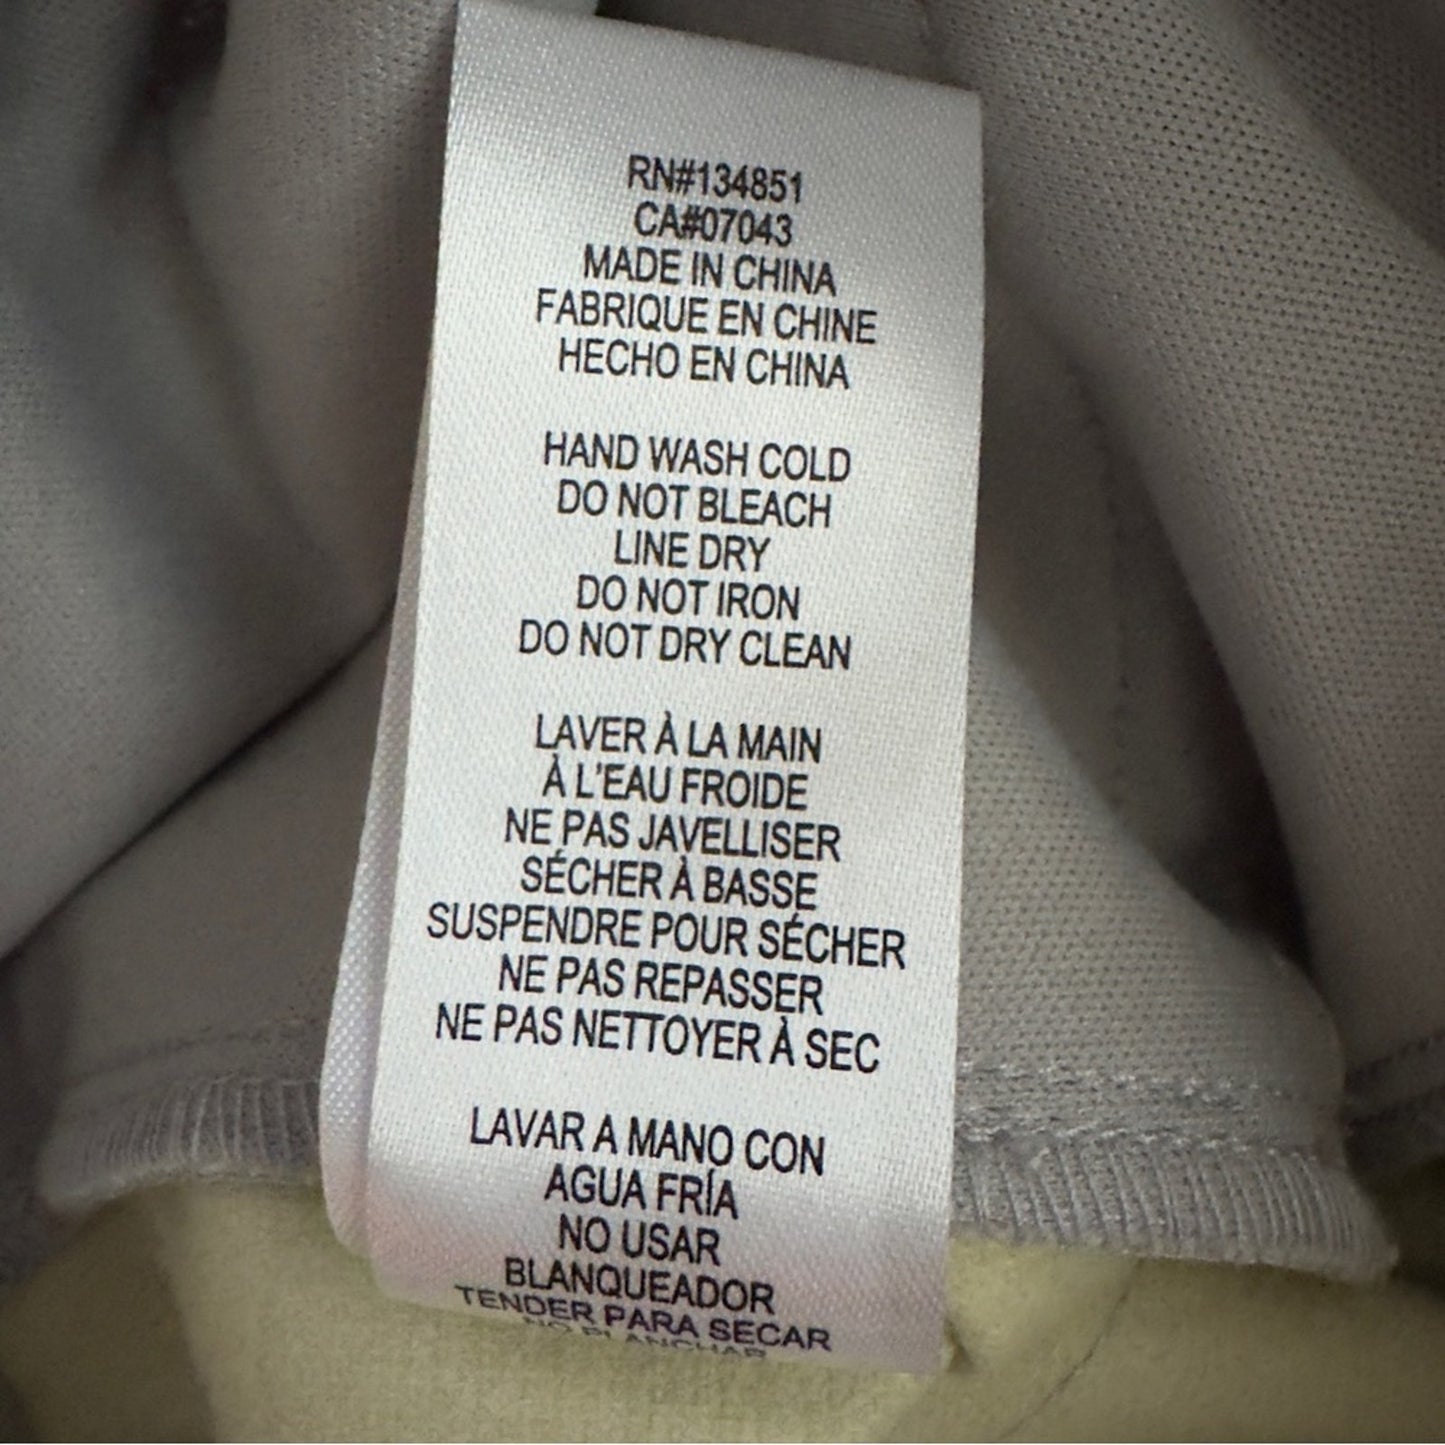 RN#134851
CA#07043
MADE IN CHINA
FABRIQUE EN CHINE
HECHO EN CHINA
HAND WASH COLD
DO NOT BLEACH
LINE DRY
DO NOT IRON
DO NOT DRY CLEAN
LAVER À LA MAIN
À L'EAU FROIDE
NE PAS JAVELLISER
SÉCHER À BASSE
SUSPENDRE POUR SÉCHER
NE PAS REPASSER
NE PAS NETTOYER À SEC
LAVAR A MANO CON
AGUA FRÍA
NO USAR
BLANQUEADOR
TENDER PARA SECAR
NO PLANCHAR